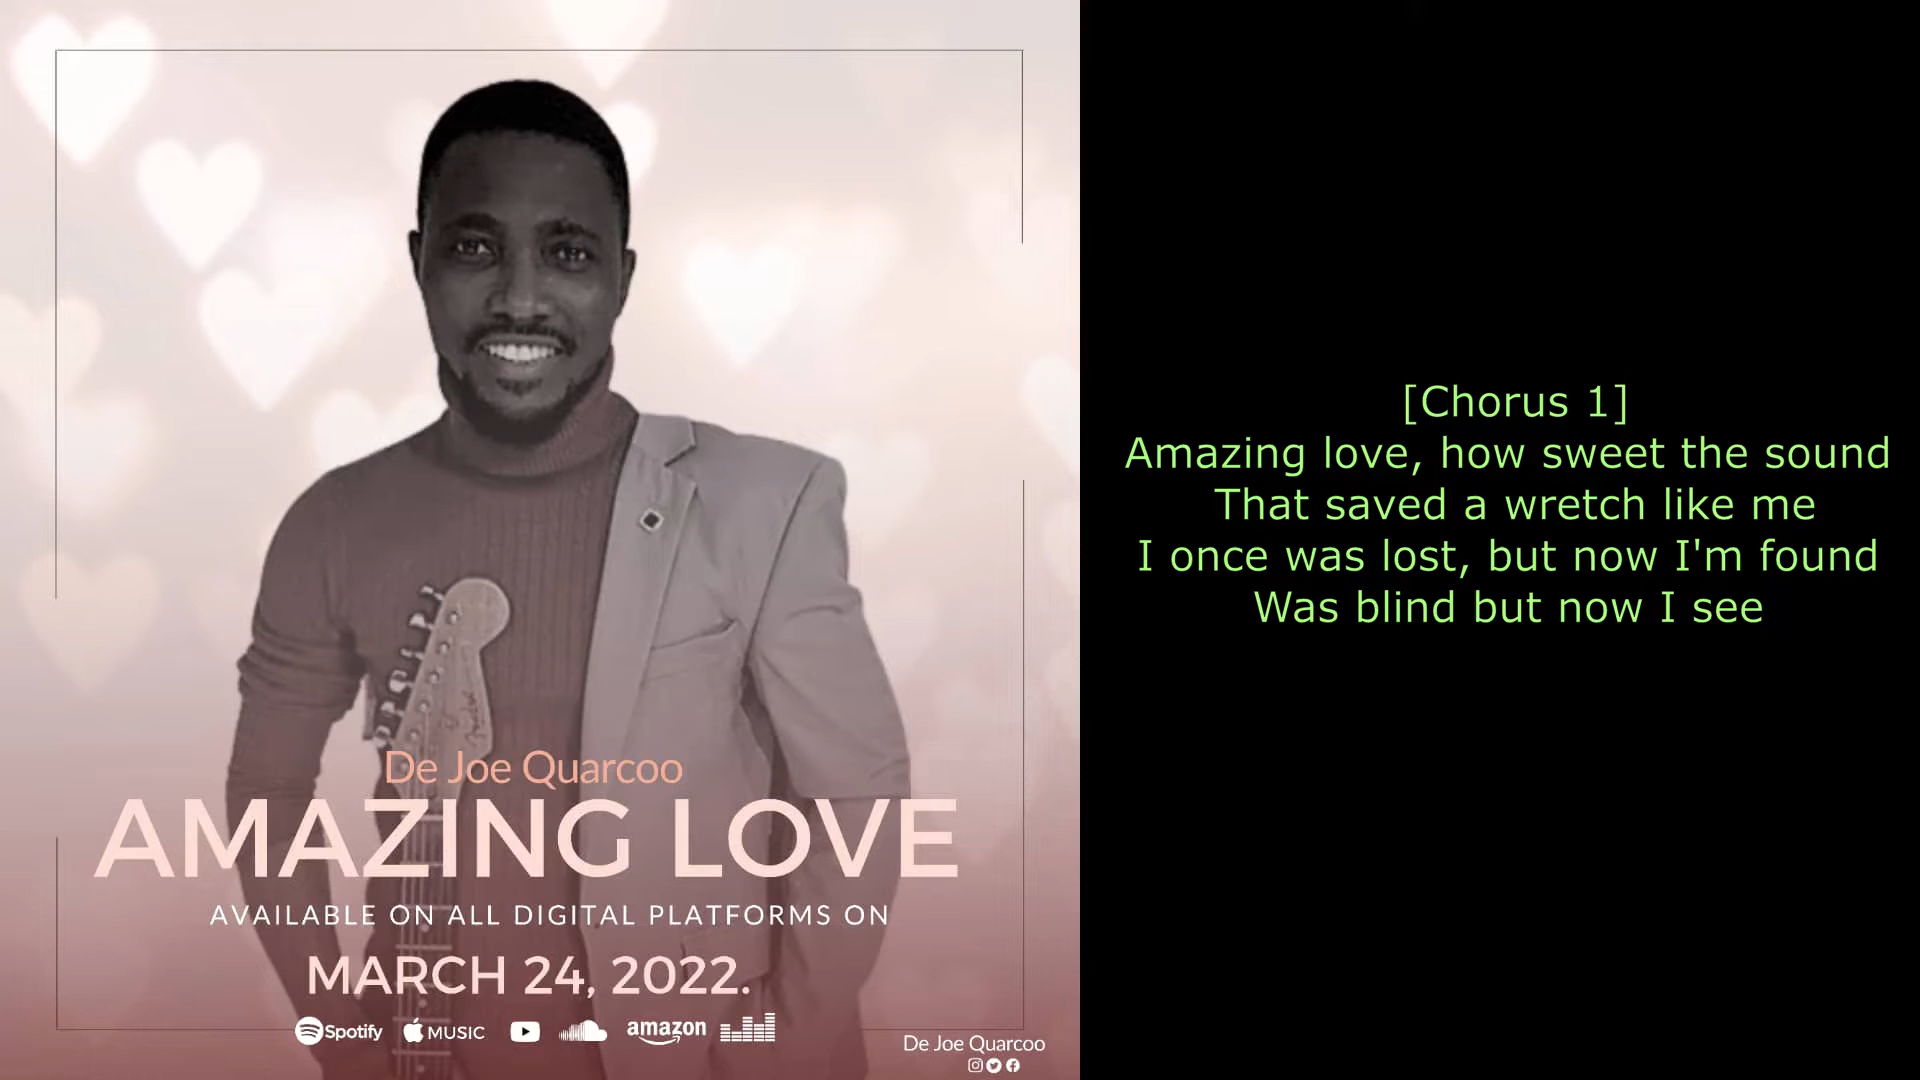 De Joe Quarcoo
AMAZING LOVE
AVAILABLE ON ALL DIGITAL PLATFORMS ON
MARCH 24, 2022.
Spotify MUSIC amazon
De Joe Quarcoo
[Chorus 1]
Amazing love, how sweet the sound
That saved a wretch like me
I once was lost, but now I'm found
Was blind but now I see